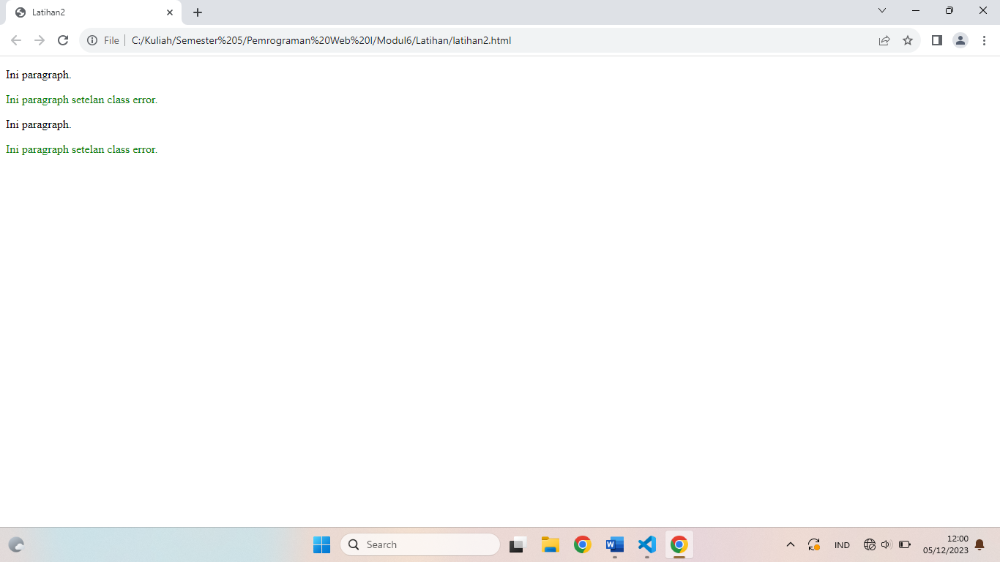 Latihan2
File
C:/Kuliah/Semester%205/Pemrograman%20Web%20I/Modul6/Latihan/latihan2.html
Ini paragraph.
Ini paragraph setelan class error.
Ini paragraph.
Ini paragraph setelan class error.
Search
W
IND
12:00
05/12/2023